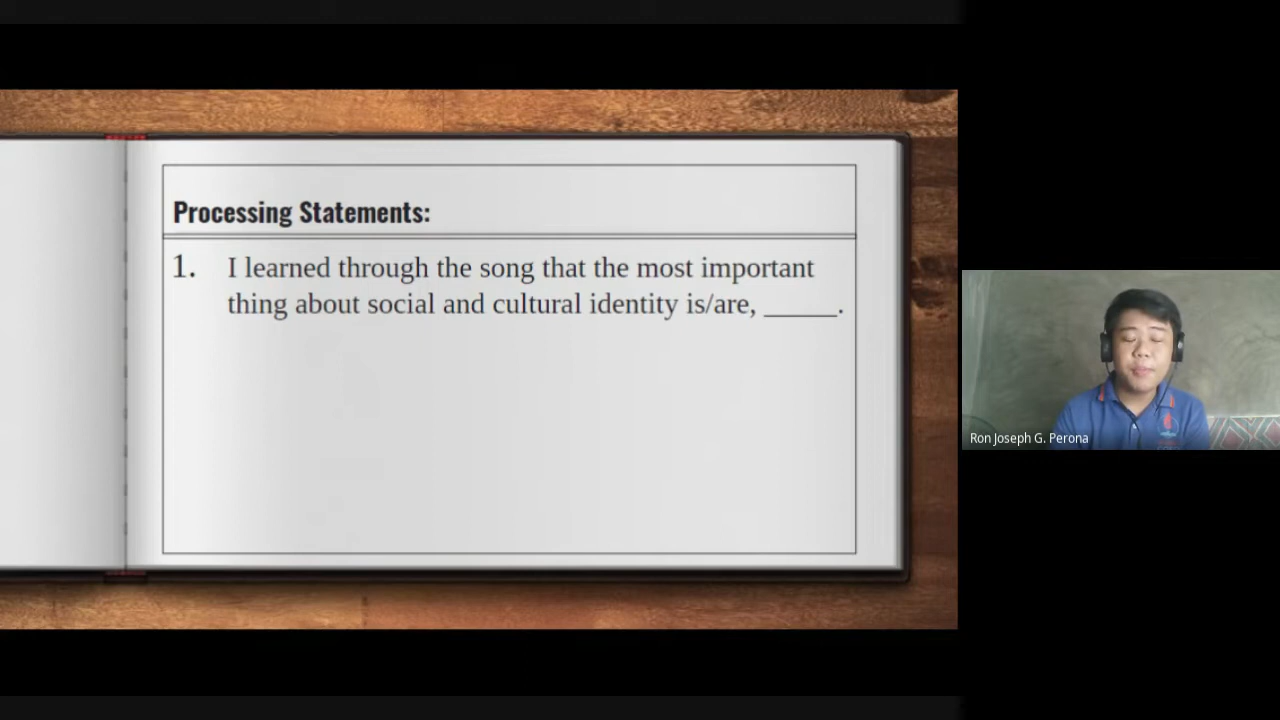 Processing Statements:
1. I learned through the song that the most important
thing about social and cultural identity is/are, _____.
Ron Joseph G. Perona